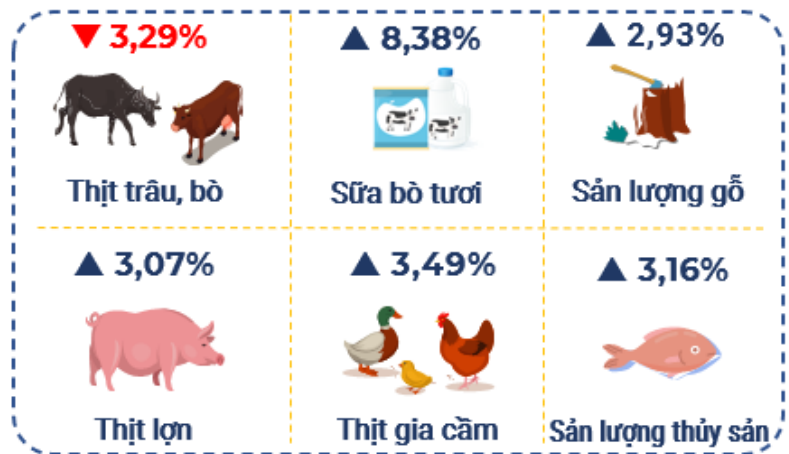 ▼ 3,29%
▲ 8,38%
▲ 2,93%
Thịt trâu, bò
Sữa bò tươi
Sản lượng gỗ
▲ 3,07%
▲ 3,49%
▲ 3,16%
Thịt lợn
Thịt gia cầm
Sản lượng thủy sản